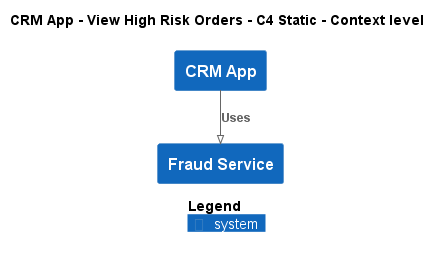 CRM App - View High Risk Orders - C4 Static - Context level
CRM App
Uses
Fraud Service
Legend
system